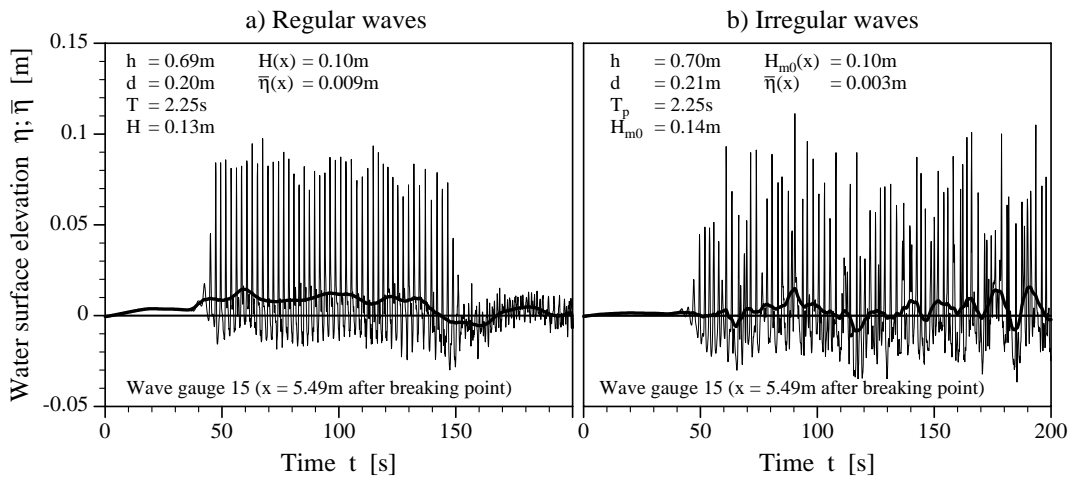 a) Regular waves
b) Irregular waves
Water surface elevation η; η̅ [m]
0.15
0.1
0.05
0
-0.05
h = 0.69m H(x) = 0.10m
d = 0.20m η̅(x) = 0.009m
T = 2.25s
H = 0.13m
Wave gauge 15 (x = 5.49m after breaking point)
0 50 100 150
Time t [s]
h = 0.70m Hm0(x) = 0.10m
d = 0.21m η̅(x) = 0.003m
Tp = 2.25s
Hm0 = 0.14m
Wave gauge 15 (x = 5.49m after breaking point)
0 50 100 150 200
Time t [s]